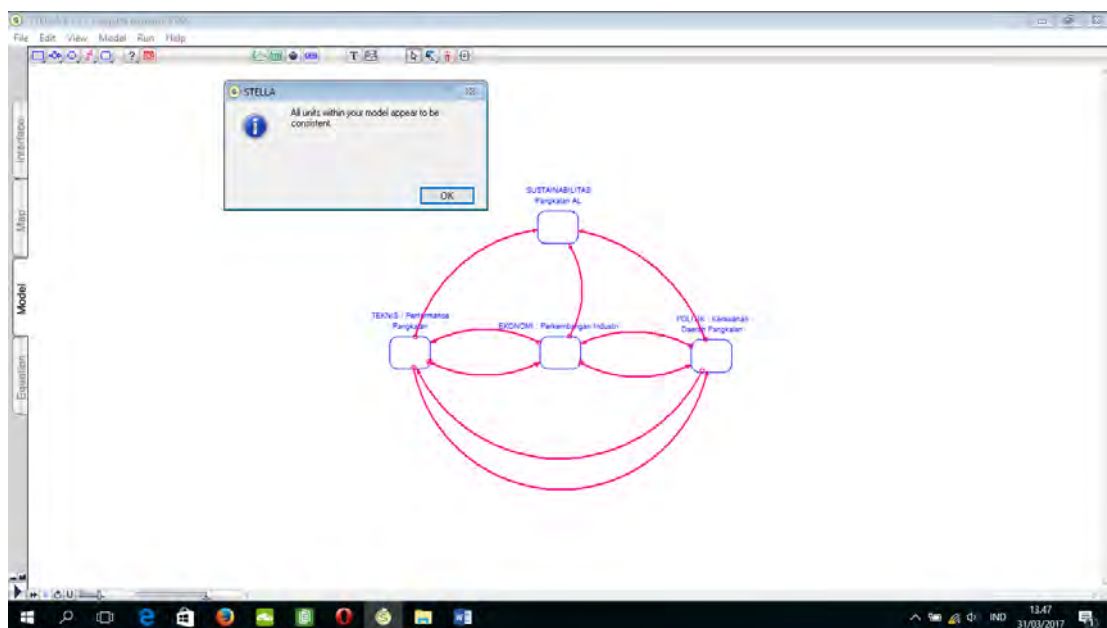 File Edit View Model Run Help
STELLA
All units within your model appear to be
consistent.
OK
Interface
Map
Model
Equation
SUSTAINABILITAS
Pangkalan AL
TEKNIS : Performance
Pangkalan
EKONOMI : Perkembangan Industri
POLITIK : Kerawanan
Daerah Pangkalan
IND
13.47
31/03/2017